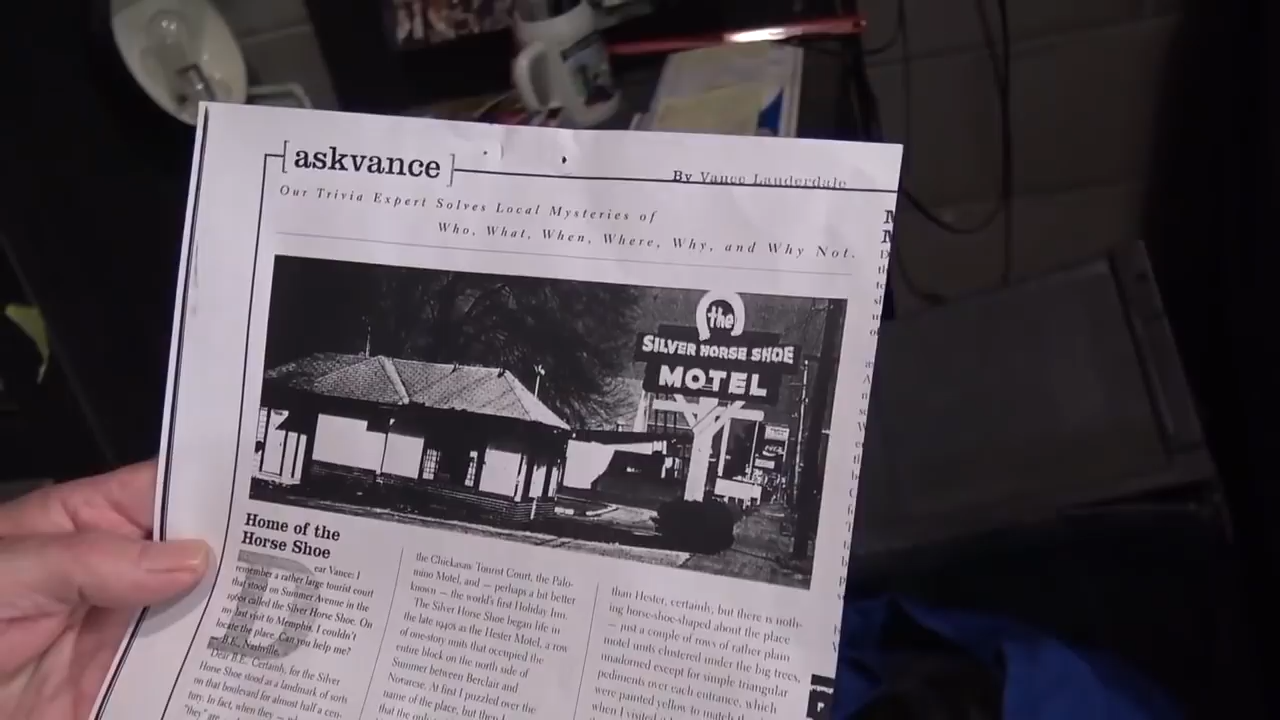 [askvance]
By Vance Lauderdale
Our Trivia Expert Solves Local Mysteries of
Who, What, When, Where, Why, and Why Not.
the
SILVER HORSE SHOE
MOTEL
Home of the
Horse Shoe
Dear Vance: I
remember a rather large tourist court
that stood on Summer Avenue in the
1960s called the Silver Horse Shoe. On
my last visit to Memphis, I couldn't
locate the place. Can you help me?
— B.E., Nashville.
Dear B.E.: Certainly, for the Silver
Horse Shoe stood as a landmark of sorts
on that boulevard for almost half a cen-
tury. In fact, when they —
"they" are
the Chickasaw Tourist Court, the Palo-
mino Motel, and — perhaps a bit better
known — the world's first Holiday Inn.
The Silver Horse Shoe began life in
the late 1940s as the Hester Motel, a row
of one-story units that occupied the
entire block on the north side of
Summer between Berclair and
Novarese. At first I puzzled over the
name of the place, but then I
that the only
than Hester, certainly, but there is noth-
ing horse-shoe-shaped about the place
— just a couple of rows of rather plain
motel units clustered under the big trees,
unadorned except for simple triangular
pediments over each entrance, which
were painted yellow to match the
when I visited